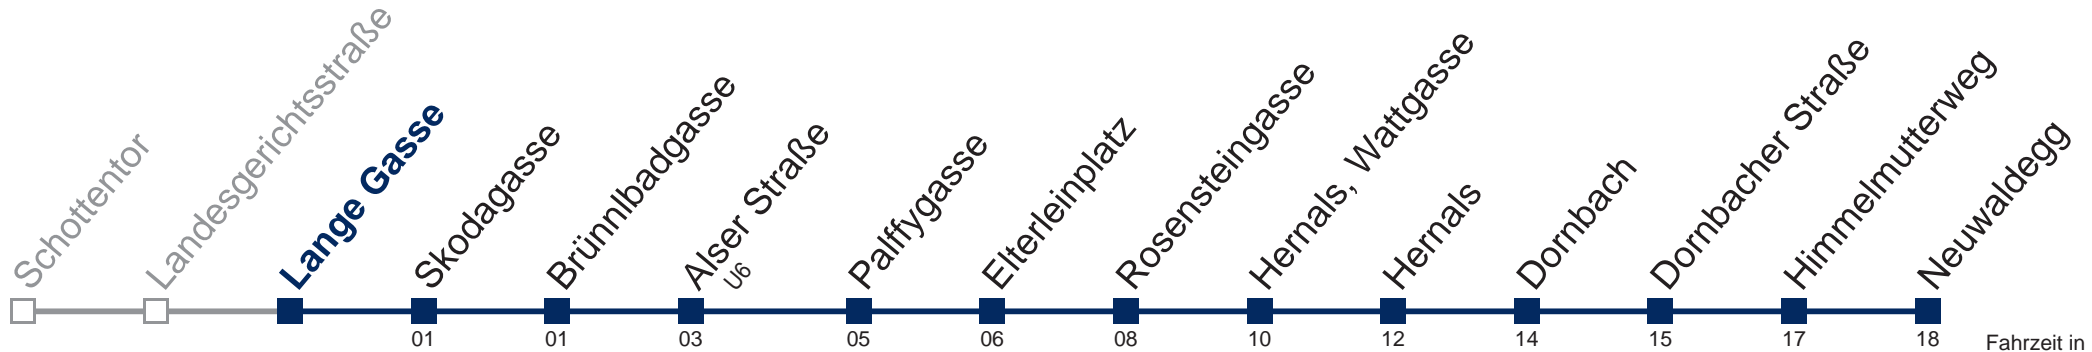 Schottentor
Landesgerichtsstraße
Lange Gasse
Skodagasse
Brünnlbadgasse
Alser Straße
U6
Palffygasse
Elterleinplatz
Rosensteingasse
Hernals, Wattgasse
Hernals
Dornbach
Dornbacher Straße
Himmelmutterweg
Neuwaldegg
01 01 03 05 06 08 10 12 14 15 17 18 Fahrzeit in